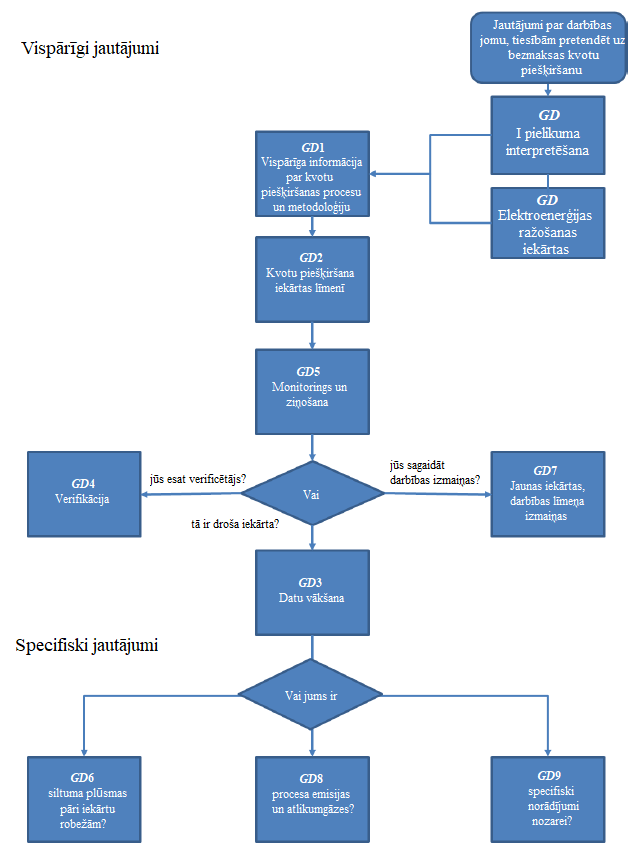 Vispārīgi jautājumi
Jautājumi par darbības
jomu, tiesībām pretendēt uz
bezmaksas kvotu
piešķiršanu
GD
I pielikuma
interpretēšana
GD
Elektroenerģijas
ražošanas
iekārtas
GD1
Vispārīga informācija
par kvotu
piešķiršanas procesu
un metodoloģiju
GD2
Kvotu piešķiršana
iekārtas līmenī
GD5
Monitorings un
ziņošana
GD4
Verifikācija
jūs esat verificētājs?
Vai
jūs sagaidāt
darbības izmaiņas?
GD7
Jaunas iekārtas,
darbības līmeņa
izmaiņas
tā ir droša iekārta?
GD3
Datu vākšana
Specifiski jautājumi
Vai jums ir
GD6
siltuma plūsmas
pāri iekārtu
robežām?
GD8
procesa emisijas
un atlikumgāzes?
GD9
specifiski
norādījumi
nozarei?